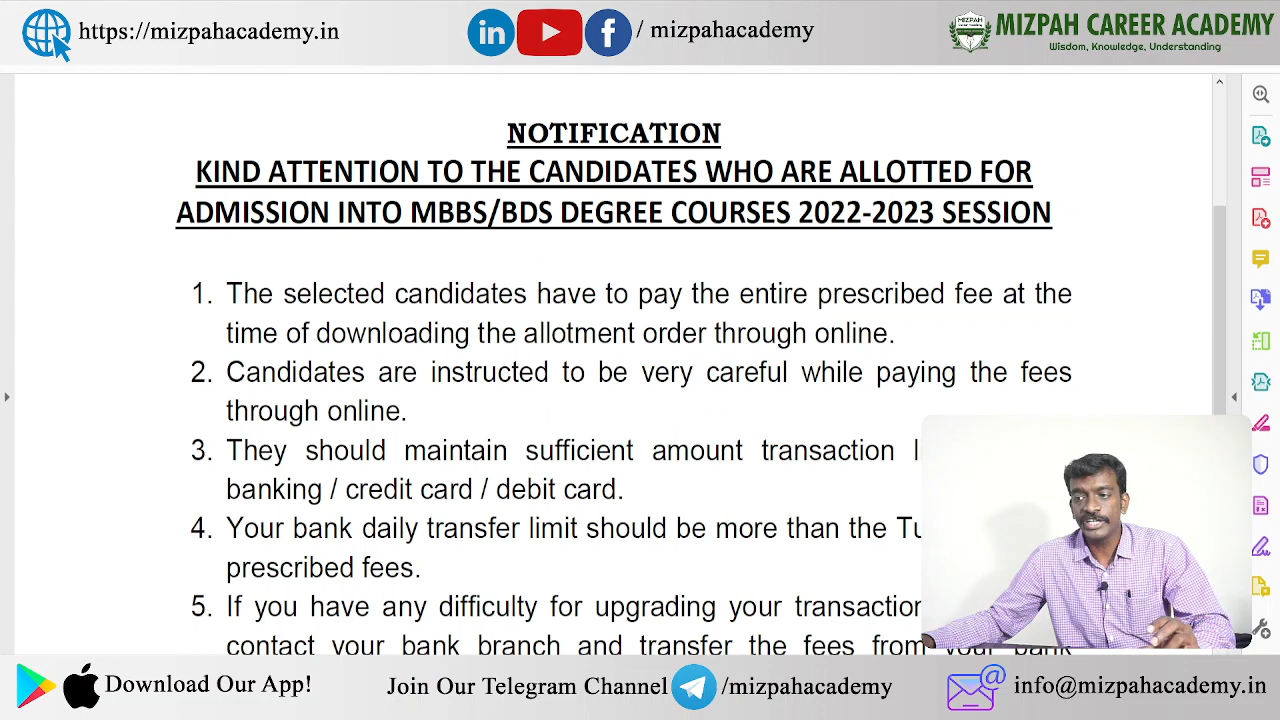 https://mizpahacademy.in
in f / mizpahacademy
MIZPAH CAREER ACADEMY
Wisdom, Knowledge, Understanding
NOTIFICATION
KIND ATTENTION TO THE CANDIDATES WHO ARE ALLOTTED FOR
ADMISSION INTO MBBS/BDS DEGREE COURSES 2022-2023 SESSION
1. The selected candidates have to pay the entire prescribed fee at the
time of downloading the allotment order through online.
2. Candidates are instructed to be very careful while paying the fees
through online.
3. They should maintain sufficient amount transaction
banking / credit card / debit card.
4. Your bank daily transfer limit should be more than the
prescribed fees.
5. If you have any difficulty for upgrading your transaction
contact your bank branch and transfer the fees from your bank
Download Our App!
Join Our Telegram Channel /mizpahacademy
@ info@mizpahacademy.in